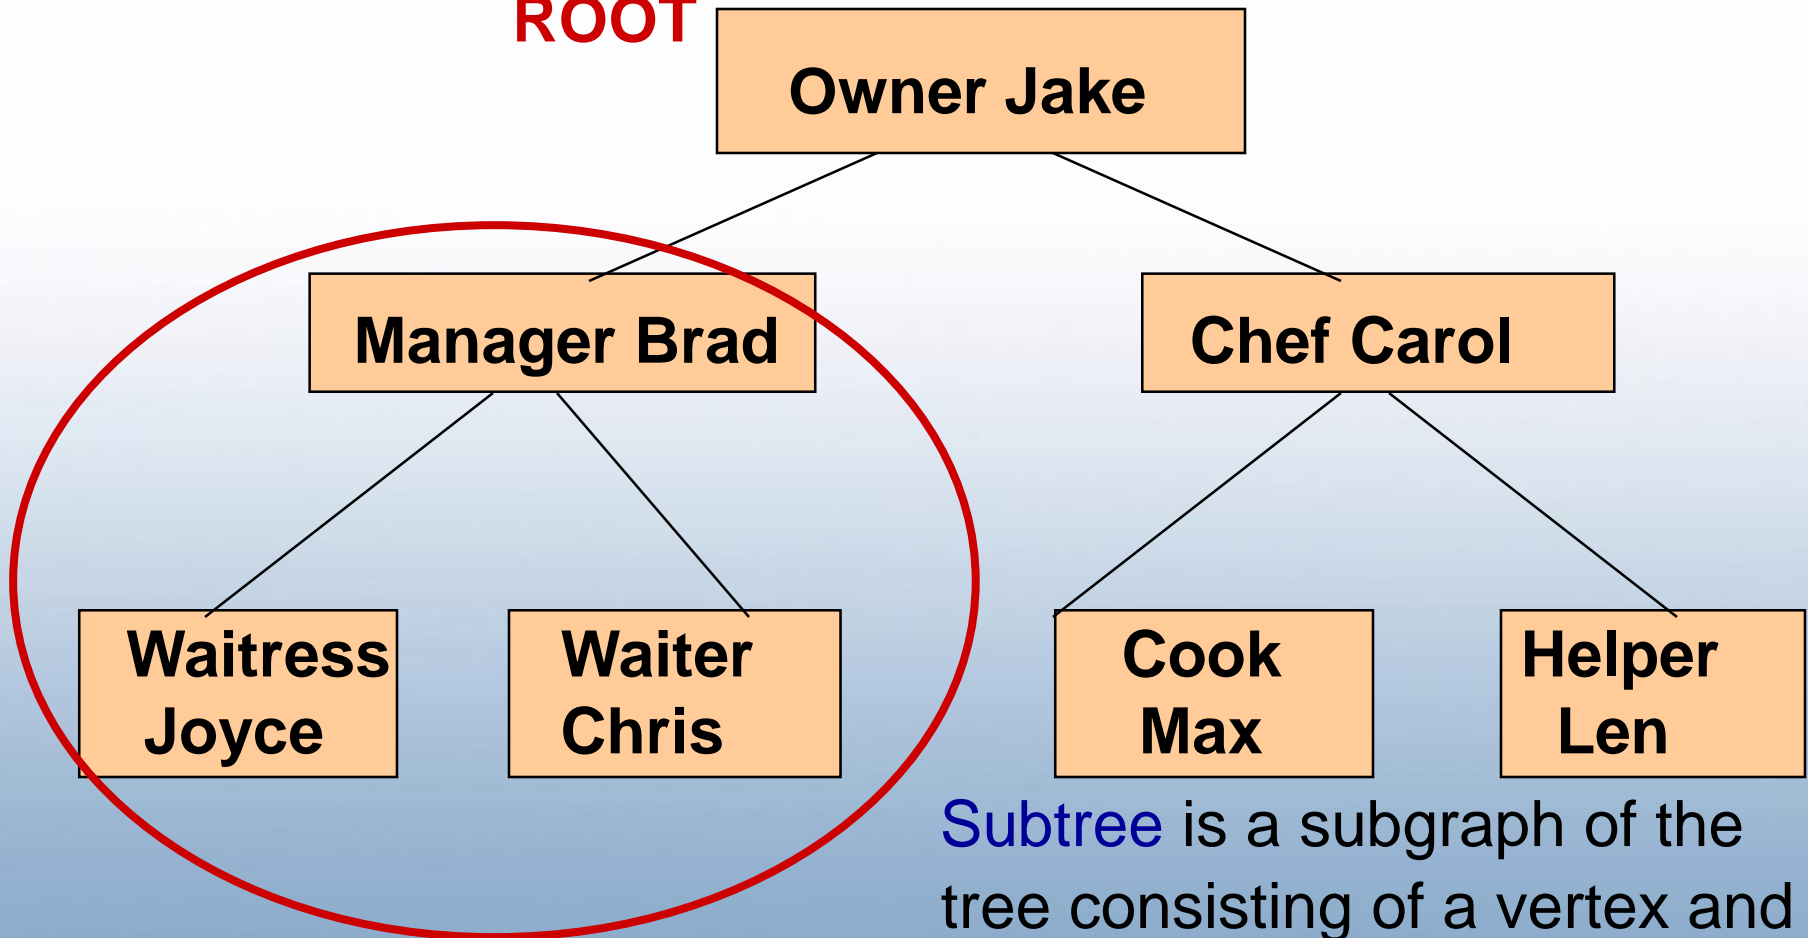 ROOT
Owner Jake
Manager Brad
Chef Carol
Waitress
Joyce
Waiter
Chris
Cook
Max
Helper
Len
Subtree is a subgraph of the
tree consisting of a vertex and